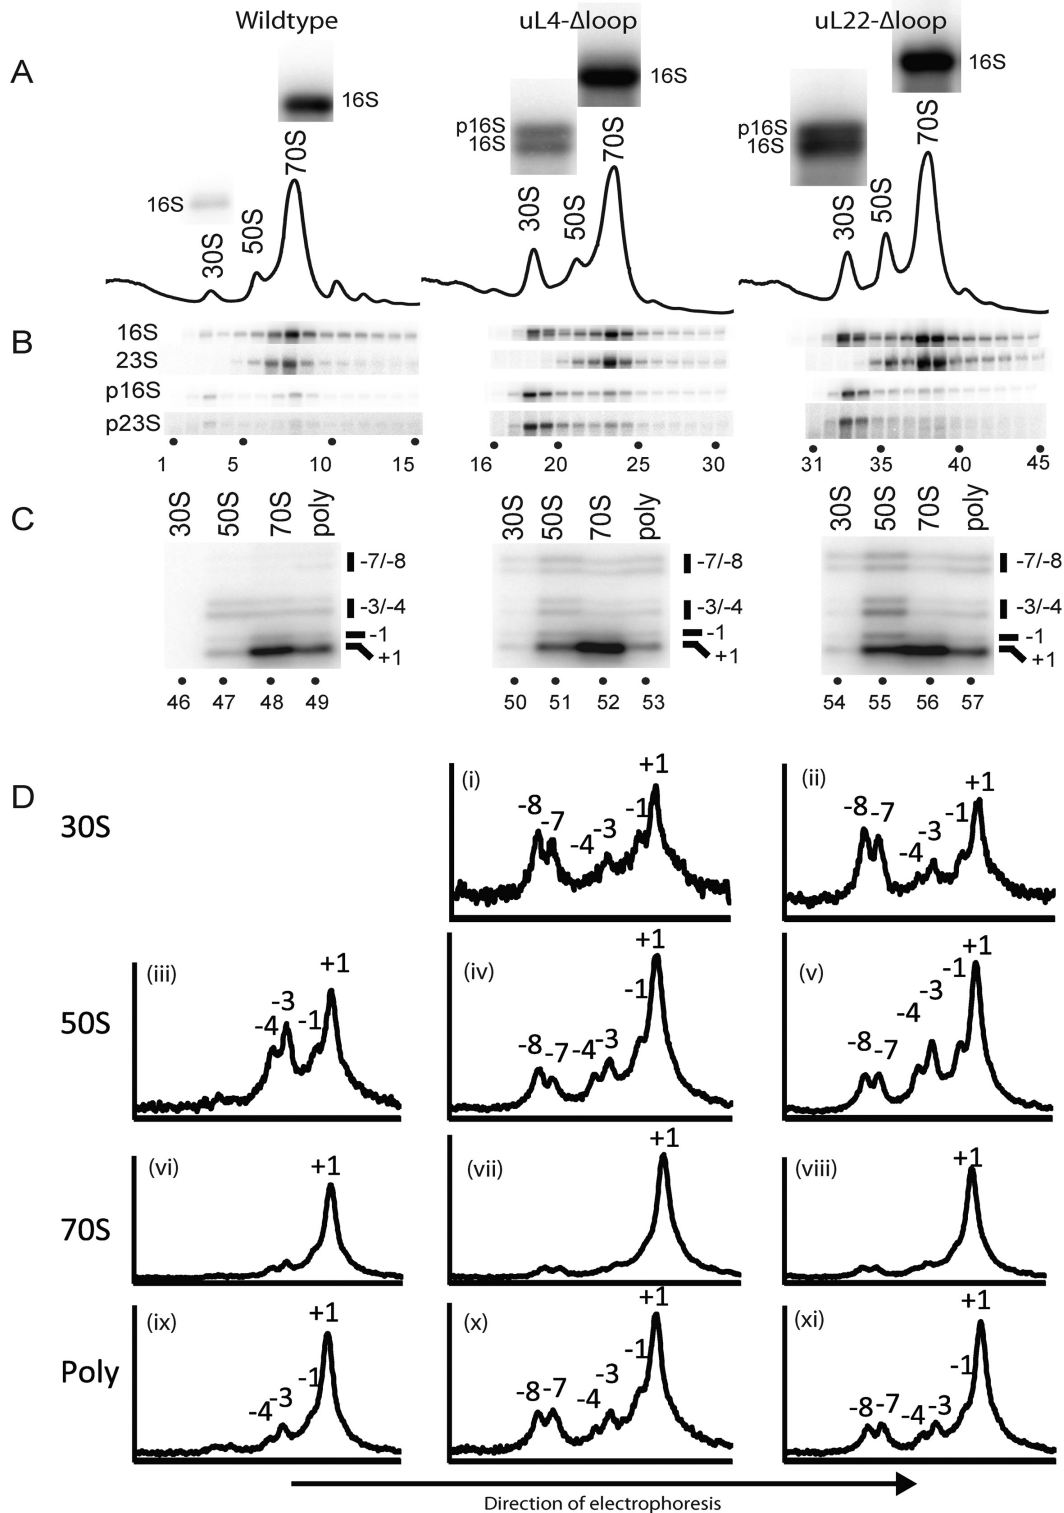 Wildtype uL4-Δloop uL22-Δloop
A
16S 16S 16S
p16S
16S
p16S
16S
16S
30S 50S 70S 30S 50S 70S 30S 50S 70S
B
16S
23S
p16S
p23S
1 5 10 15 16 20 25 30 31 35 40 45
C
30S 50S 70S poly 30S 50S 70S poly 30S 50S 70S poly
-7/-8 -7/-8 -7/-8
-3/-4 -3/-4 -3/-4
-1 -1 -1
+1 +1 +1
46 47 48 49 50 51 52 53 54 55 56 57
D
30S
(i) -8 -7 -4 -3 -1 +1
(ii) -8 -7 -4 -3 -1 +1
50S
(iii) -4 -3 -1 +1
(iv) -8 -7 -4 -3 -1 +1
(v) -8 -7 -4 -3 -1 +1
70S
(vi) +1
(vii) +1
(viii) +1
Poly
(ix) -4 -3 -1 +1
(x) -8 -7 -4 -3 -1 +1
(xi) -8 -7 -4 -3 -1 +1
Direction of electrophoresis